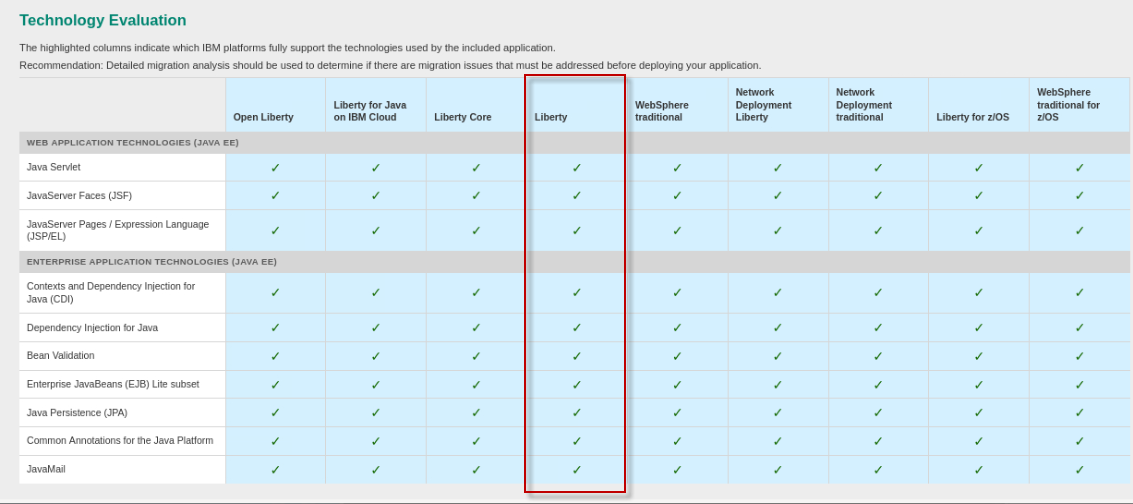 Technology Evaluation
The highlighted columns indicate which IBM platforms fully support the technologies used by the included application.
Recommendation: Detailed migration analysis should be used to determine if there are migration issues that must be addressed before deploying your application.
Open Liberty
Liberty for Java
on IBM Cloud
Liberty Core
Liberty
WebSphere
traditional
Network
Deployment
Liberty
Network
Deployment
traditional
Liberty for z/OS
WebSphere
traditional for
z/OS
WEB APPLICATION TECHNOLOGIES (JAVA EE)
Java Servlet ✓ ✓ ✓ ✓ ✓ ✓ ✓ ✓ ✓
JavaServer Faces (JSF) ✓ ✓ ✓ ✓ ✓ ✓ ✓ ✓ ✓
JavaServer Pages / Expression Language
(JSP/EL) ✓ ✓ ✓ ✓ ✓ ✓ ✓ ✓ ✓
ENTERPRISE APPLICATION TECHNOLOGIES (JAVA EE)
Contexts and Dependency Injection for
Java (CDI) ✓ ✓ ✓ ✓ ✓ ✓ ✓ ✓ ✓
Dependency Injection for Java ✓ ✓ ✓ ✓ ✓ ✓ ✓ ✓ ✓
Bean Validation ✓ ✓ ✓ ✓ ✓ ✓ ✓ ✓ ✓
Enterprise JavaBeans (EJB) Lite subset ✓ ✓ ✓ ✓ ✓ ✓ ✓ ✓ ✓
Java Persistence (JPA) ✓ ✓ ✓ ✓ ✓ ✓ ✓ ✓ ✓
Common Annotations for the Java Platform ✓ ✓ ✓ ✓ ✓ ✓ ✓ ✓ ✓
JavaMail ✓ ✓ ✓ ✓ ✓ ✓ ✓ ✓ ✓